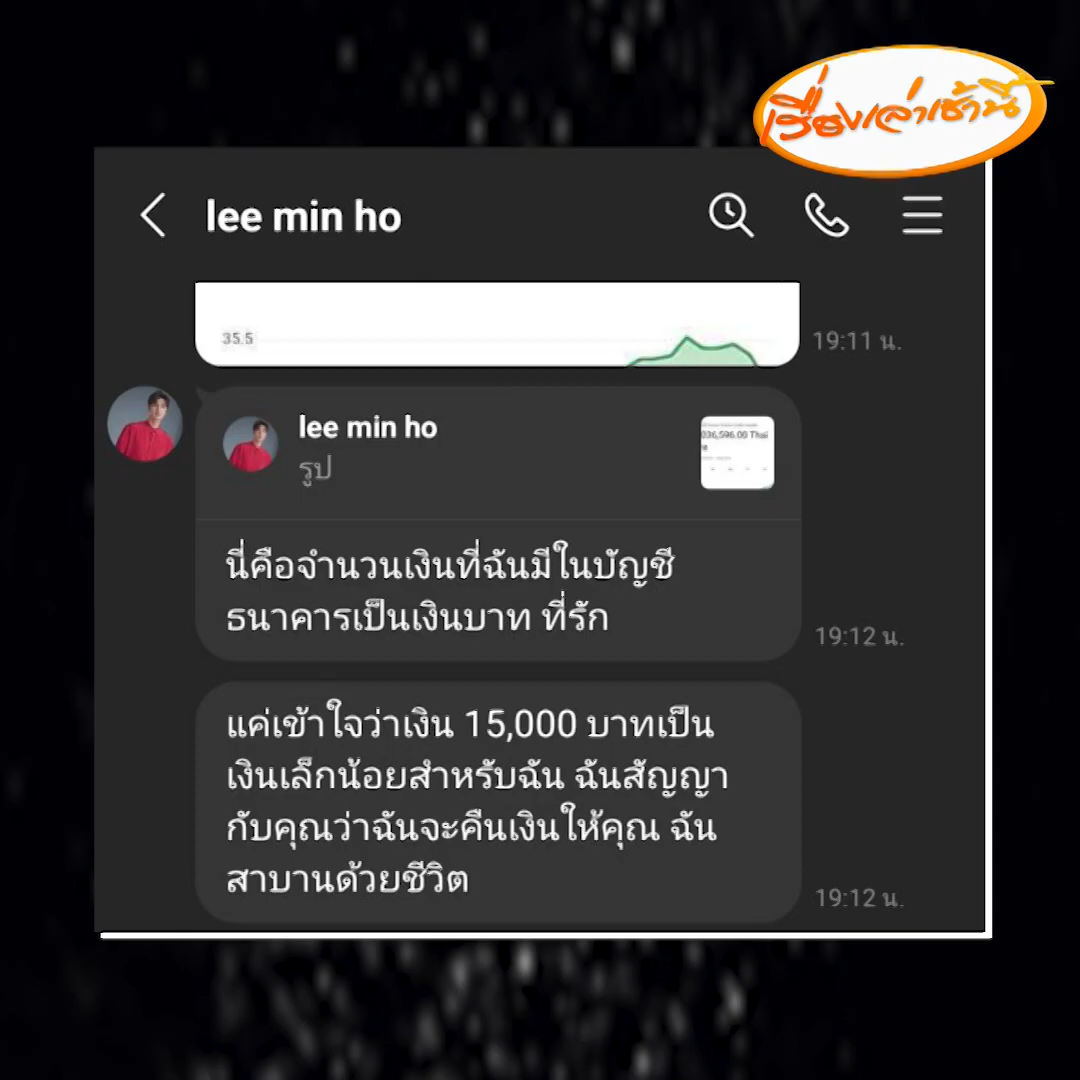 เรื่องเล่าเช้านี้
lee min ho
35.5
19:11 น.
lee min ho
รูป
036,596.00 Thai
นี่คือจำนวนเงินที่ฉันมีในบัญชี
ธนาคารเป็นเงินบาท ที่รัก
19:12 น.
แค่เข้าใจว่าเงิน 15,000 บาทเป็น
เงินเล็กน้อยสำหรับฉัน ฉันสัญญา
กับคุณว่าฉันจะคืนเงินให้คุณ ฉัน
สาบานด้วยชีวิต
19:12 น.